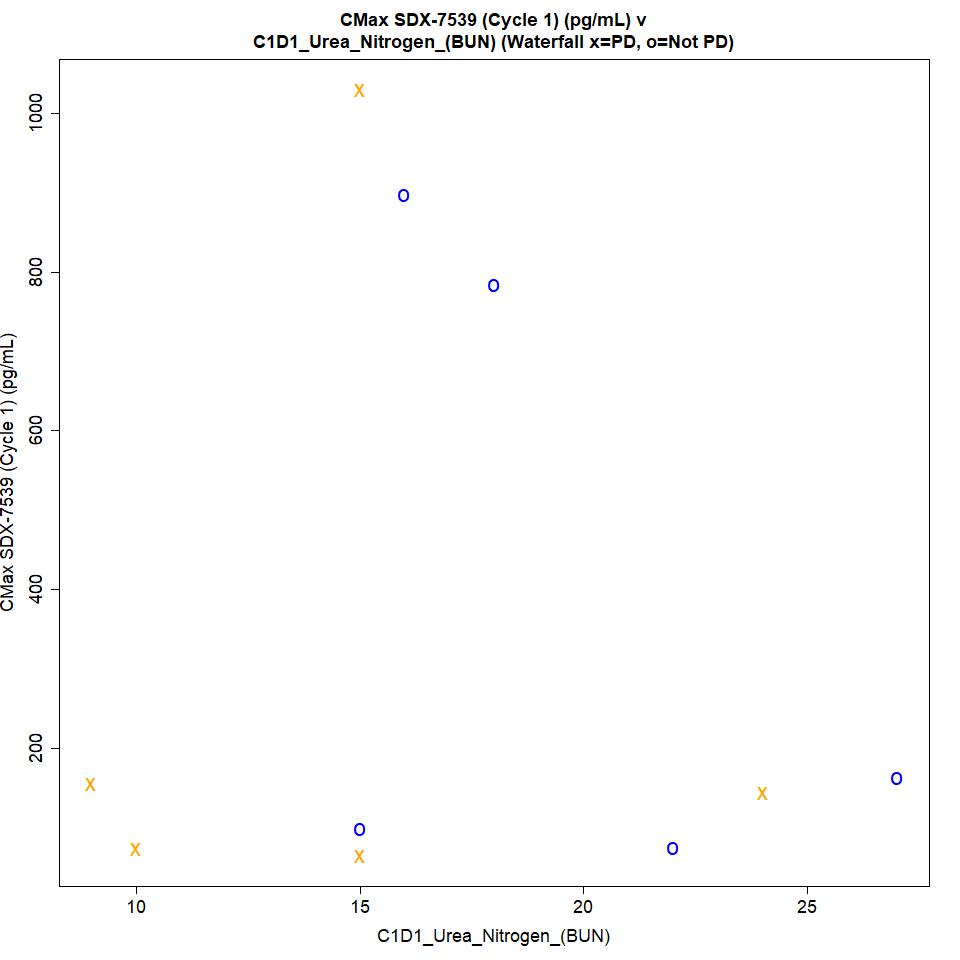 CMax SDX-7539 (Cycle 1) (pg/mL) v
C1D1_Urea_Nitrogen_(BUN) (Waterfall x=PD, o=Not PD)
CMax SDX-7539 (Cycle 1) (pg/mL)
1000
800
600
400
200
x
o
o
x
x
o
x
x
o
o
10
15
20
25
C1D1_Urea_Nitrogen_(BUN)